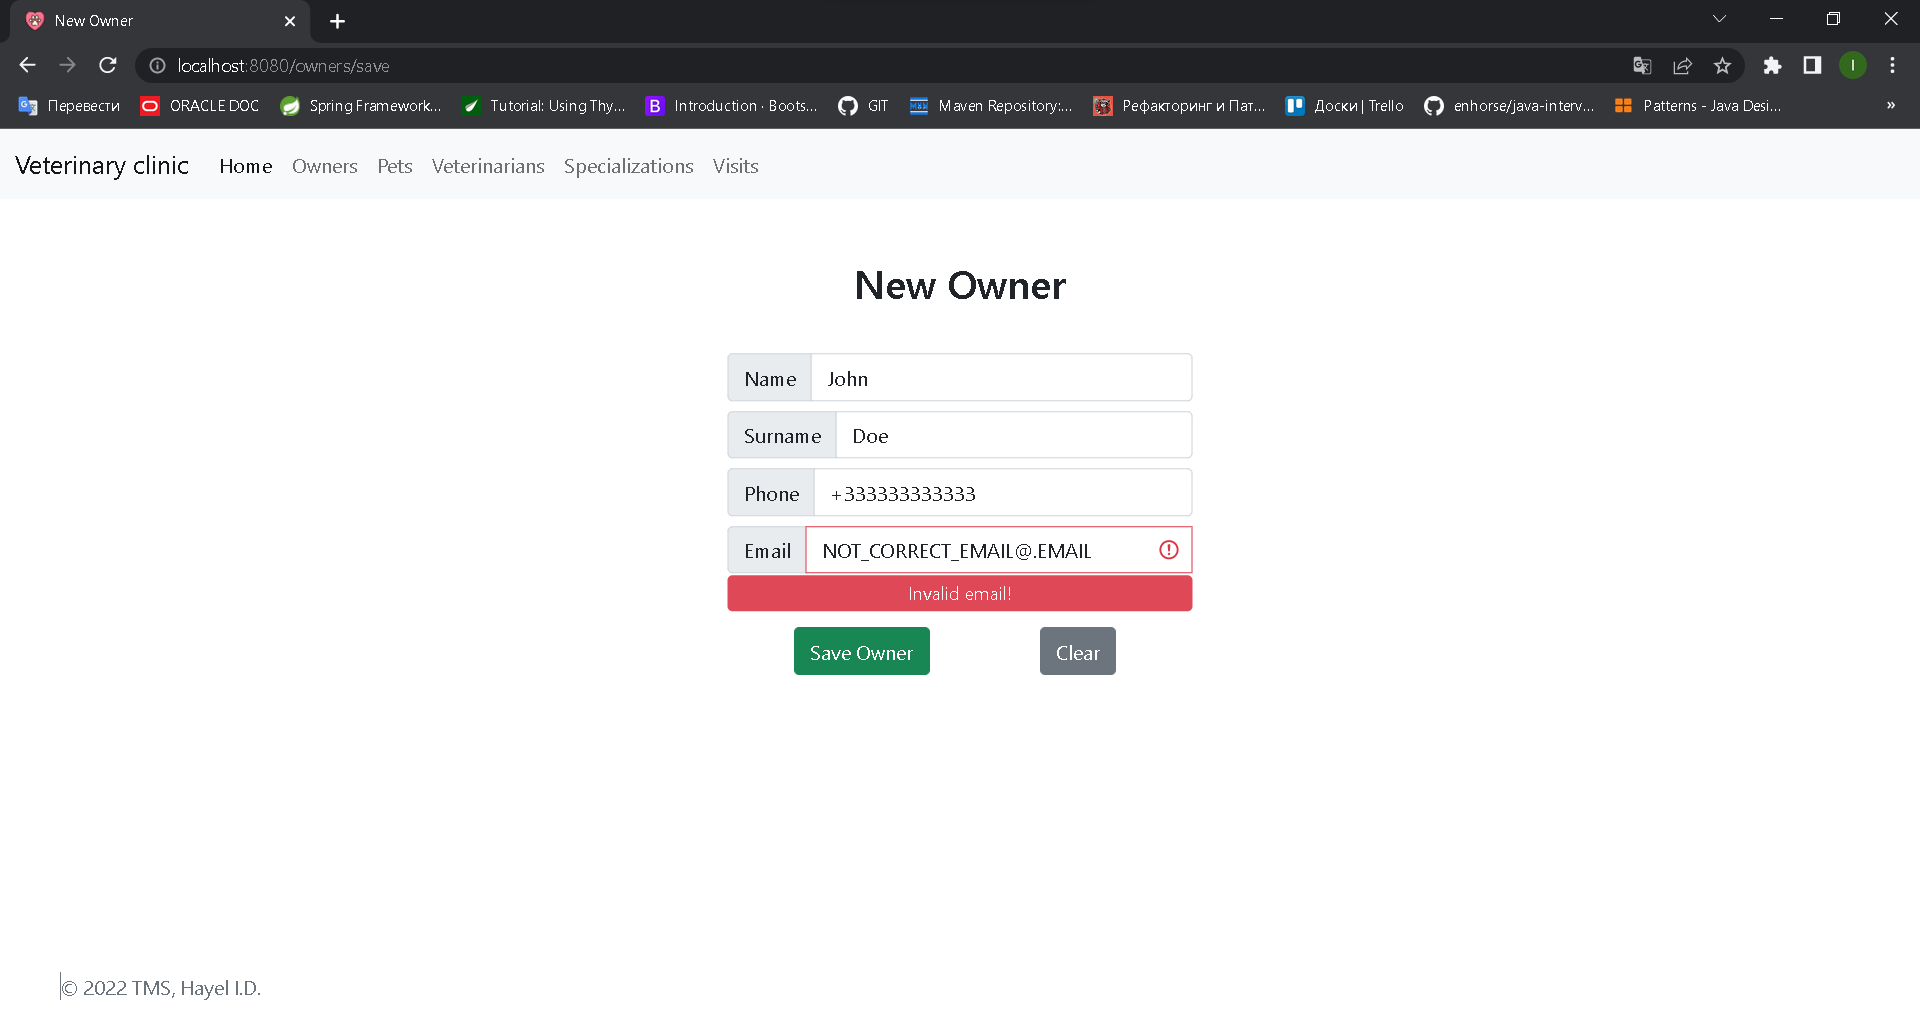 New Owner
localhost:8080/owners/save
Перевести ORACLE DOC Spring Framework... Tutorial: Using Thy... Introduction · Boots... GIT Maven Repository:... Рефакторинг и Пат... Доски | Trello enhorse/java-interv... Patterns - Java Desi... »
Veterinary clinic Home Owners Pets Veterinarians Specializations Visits
New Owner
Name John
Surname Doe
Phone +333333333333
Email NOT_CORRECT_EMAIL@.EMAIL
Invalid email!
Save Owner Clear
© 2022 TMS, Hayel I.D.